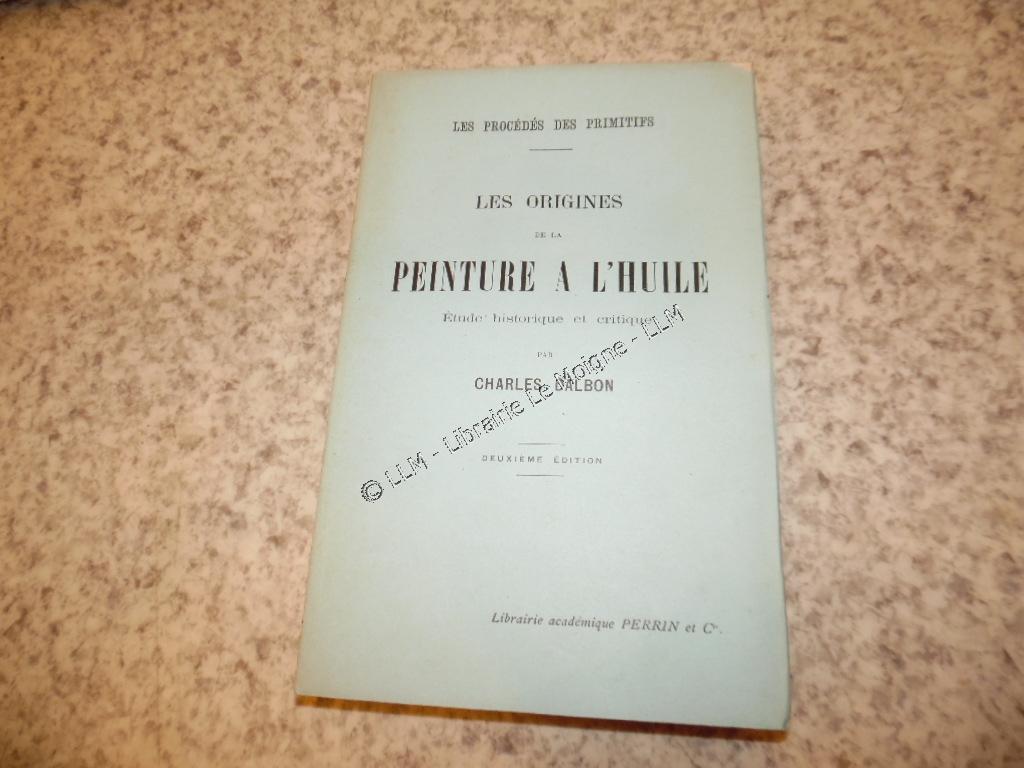 LES PROCÉDÉS DES PRIMITIFS
LES ORIGINES
DE LA
PEINTURE A L'HUILE
Étude historique et critique
PAR
CHARLES DALBON
DEUXIÈME ÉDITION
Librairie académique PERRIN et Cie.
© LLM - Librairie Le Moigne - LLM